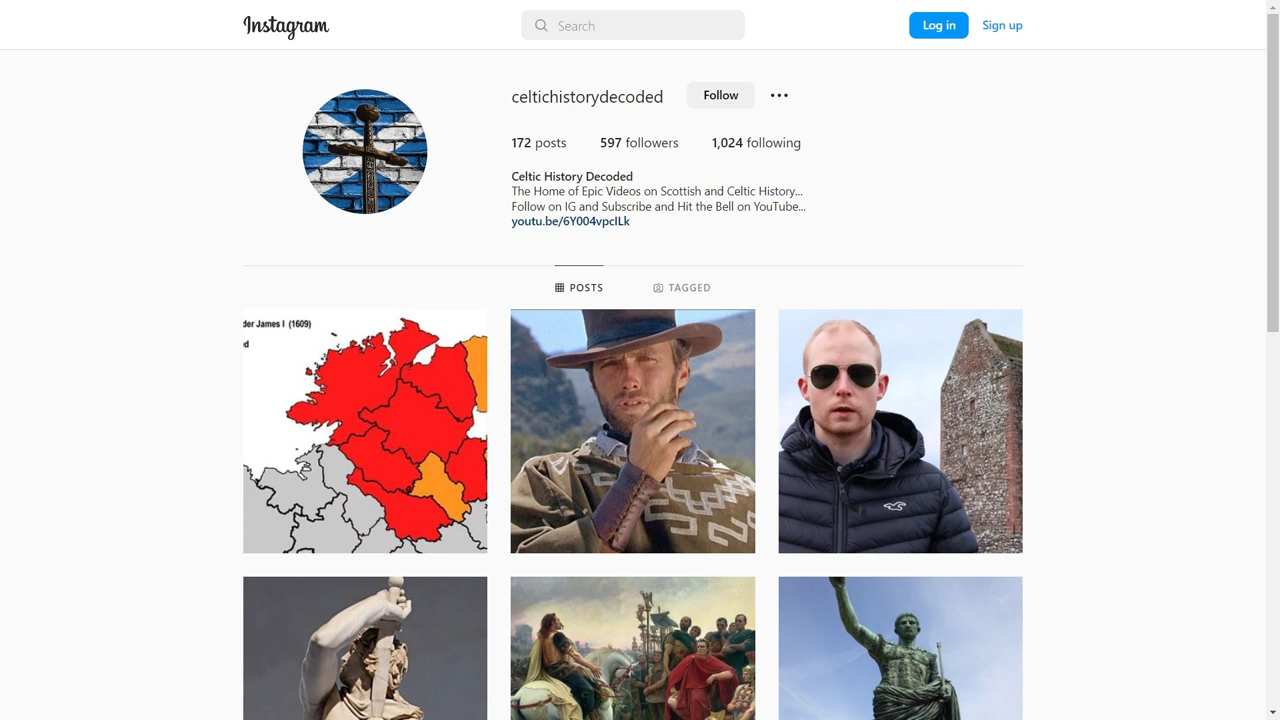 Instagram
Search
Log in
Sign up
celtichistorydecoded
Follow
172 posts
597 followers
1,024 following
Celtic History Decoded
The Home of Epic Videos on Scottish and Celtic History...
Follow on IG and Subscribe and Hit the Bell on YouTube...
youtu.be/6Y004vpcILk
POSTS
TAGGED
der James I (1609)
ed